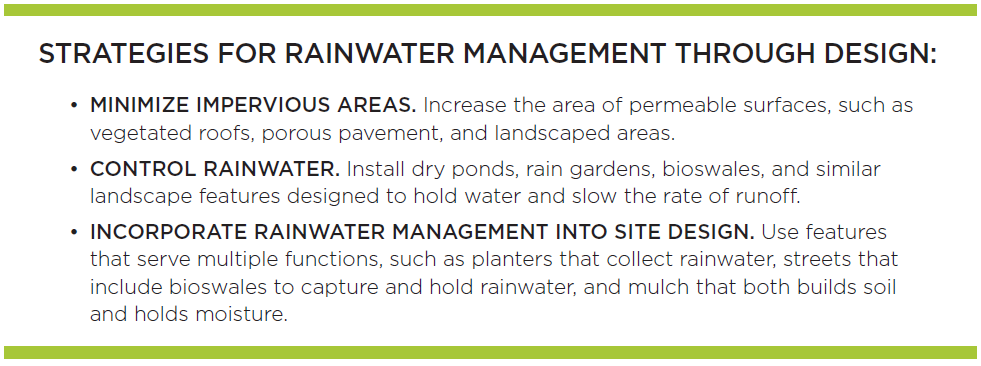 STRATEGIES FOR RAINWATER MANAGEMENT THROUGH DESIGN:
• MINIMIZE IMPERVIOUS AREAS. Increase the area of permeable surfaces, such as
vegetated roofs, porous pavement, and landscaped areas.
• CONTROL RAINWATER. Install dry ponds, rain gardens, bioswales, and similar
landscape features designed to hold water and slow the rate of runoff.
• INCORPORATE RAINWATER MANAGEMENT INTO SITE DESIGN. Use features
that serve multiple functions, such as planters that collect rainwater, streets that
include bioswales to capture and hold rainwater, and mulch that both builds soil
and holds moisture.